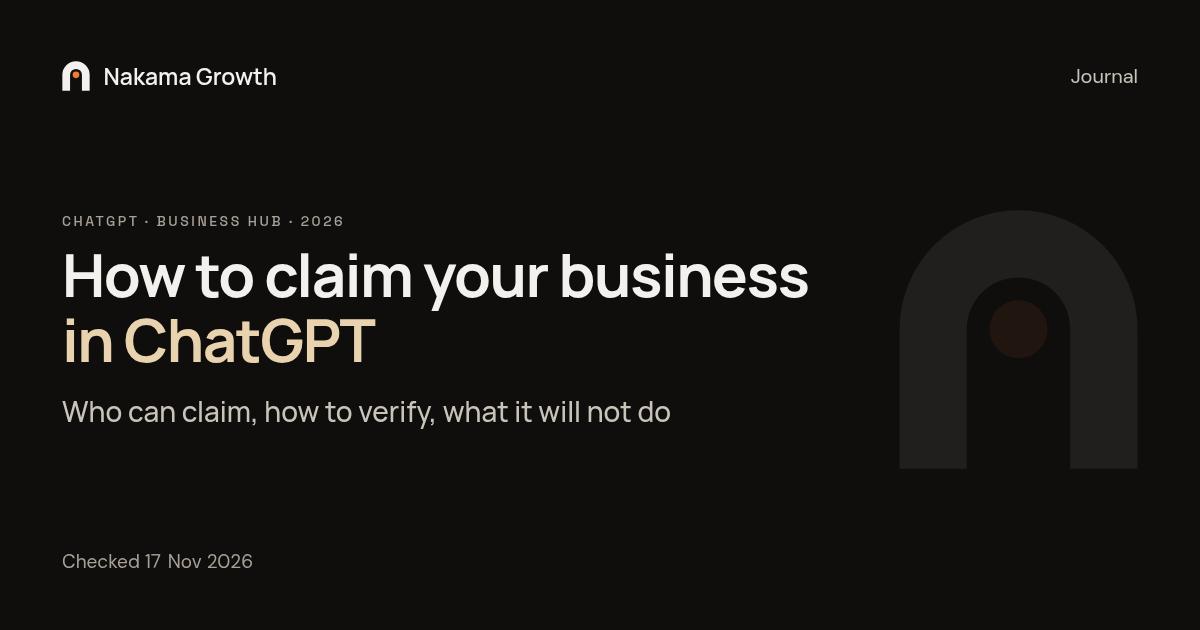 Nakama Growth
Journal
CHATGPT · BUSINESS HUB · 2026
How to claim your business
in ChatGPT
Who can claim, how to verify, what it will not do
Checked 17 Nov 2026